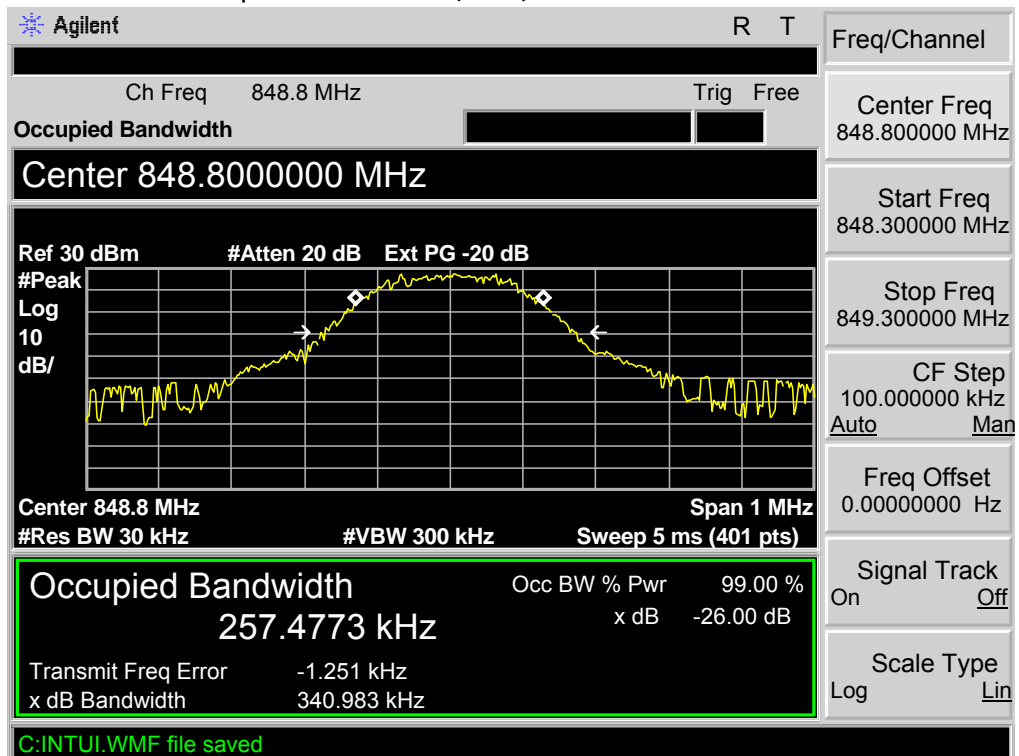 Agilent R T
Ch Freq 848.8 MHz Trig Free
Occupied Bandwidth
Center 848.8000000 MHz
Ref 30 dBm #Atten 20 dB Ext PG -20 dB
#Peak
Log
10
dB/
Center 848.8 MHz Span 1 MHz
#Res BW 30 kHz #VBW 300 kHz Sweep 5 ms (401 pts)
Occupied Bandwidth Occ BW % Pwr 99.00 %
257.4773 kHz x dB -26.00 dB
Transmit Freq Error -1.251 kHz
x dB Bandwidth 340.983 kHz
C:INTUI.WMF file saved
Freq/Channel
Center Freq
848.800000 MHz
Start Freq
848.300000 MHz
Stop Freq
849.300000 MHz
CF Step
100.000000 kHz
Auto Man
Freq Offset
0.00000000 Hz
Signal Track
On Off
Scale Type
Log Lin